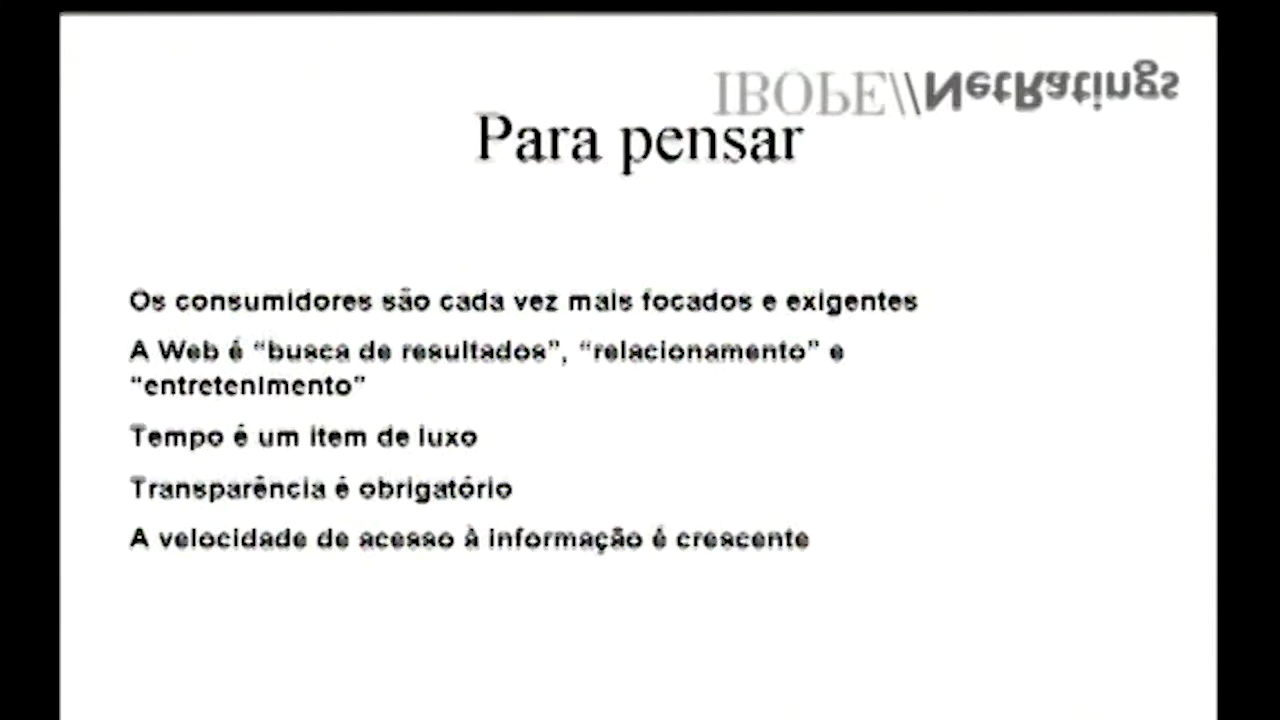 IBOPE//NetRatings
Para pensar
Os consumidores são cada vez mais focados e exigentes
A Web é “busca de resultados”, “relacionamento” e
“entretenimento”
Tempo é um item de luxo
Transparência é obrigatório
A velocidade de acesso à informação é crescente